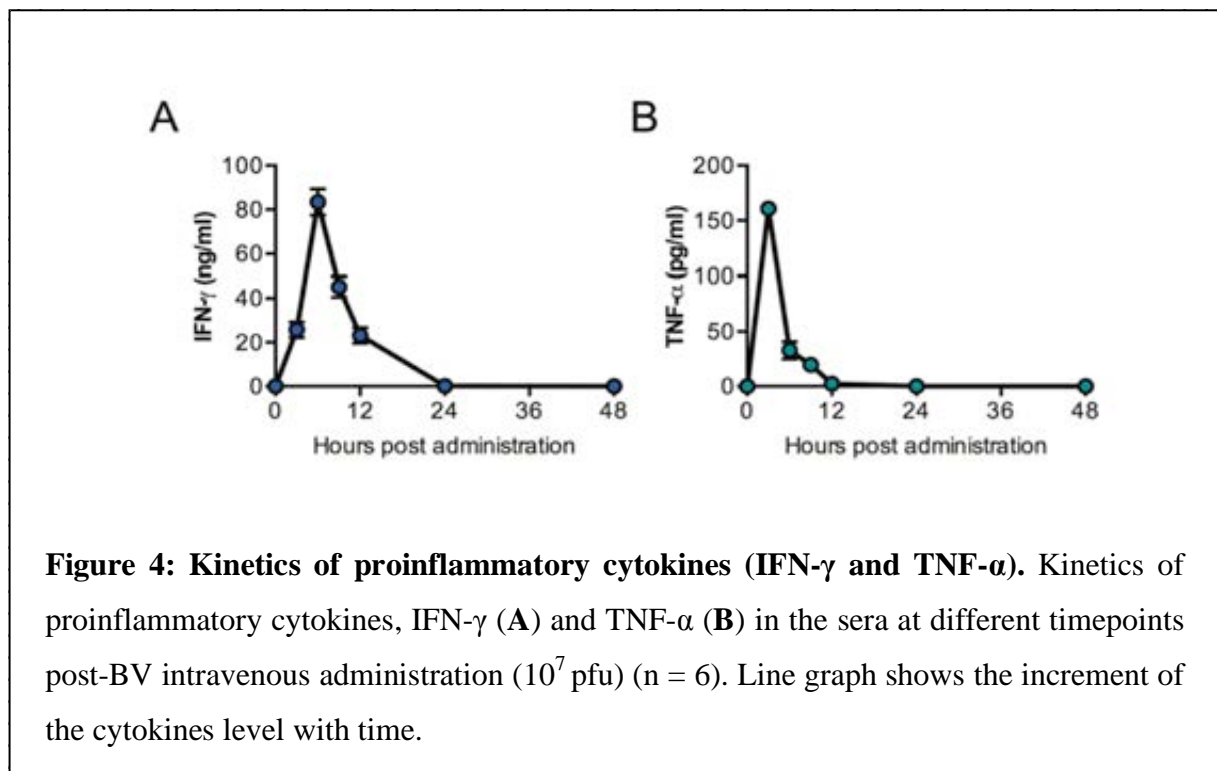 A
B
100
80
60
40
20
0
IFN-γ (ng/ml)
0 12 24 36 48
Hours post administration
200
150
100
50
0
TNF-α (pg/ml)
0 12 24 36 48
Hours post administration
Figure 4: Kinetics of proinflammatory cytokines (IFN-γ and TNF-α). Kinetics of
proinflammatory cytokines, IFN-γ (A) and TNF-α (B) in the sera at different timepoints
post-BV intravenous administration (10⁷ pfu) (n = 6). Line graph shows the increment of
the cytokines level with time.